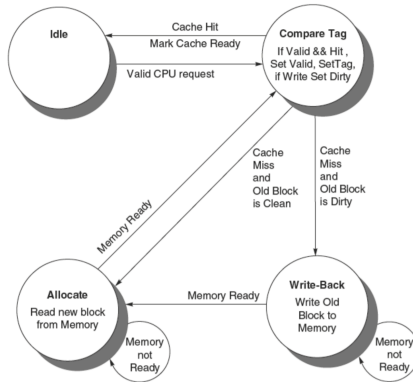 Idle
Cache Hit
Mark Cache Ready
Valid CPU request
Compare Tag
If Valid && Hit ,
Set Valid, SetTag,
if Write Set Dirty
Cache
Miss
and
Old Block
is Clean
Cache
Miss
and
Old Block
is Dirty
Memory Ready
Allocate
Read new block
from Memory
Memory
not
Ready
Memory Ready
Write-Back
Write Old
Block to
Memory
Memory
not
Ready